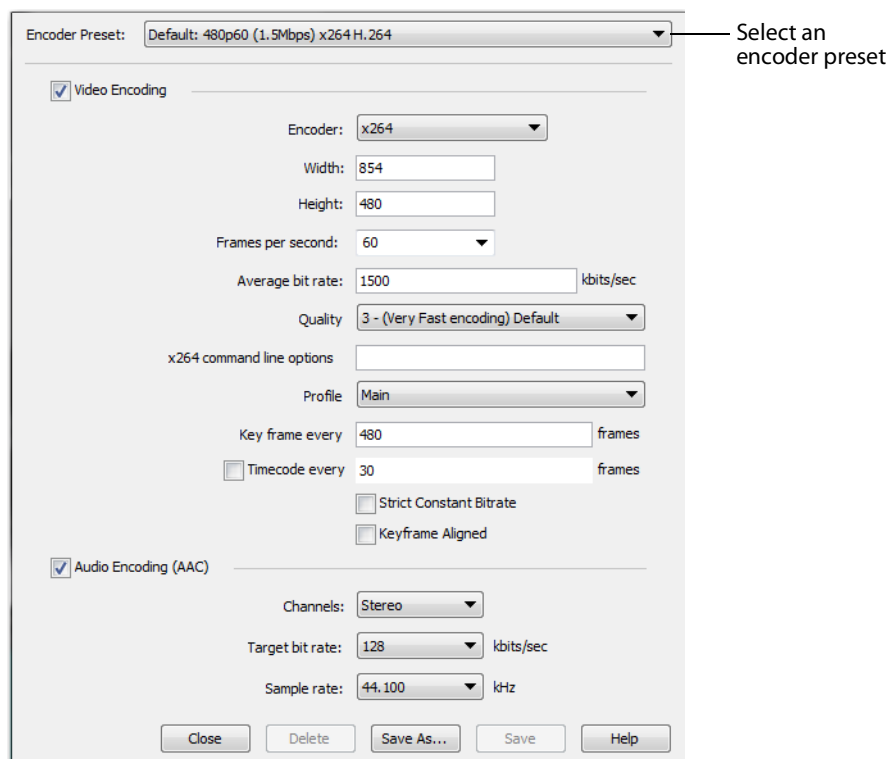 Encoder Preset: Default: 480p60 (1.5Mbps) x264 H.264
Select an
encoder preset
Video Encoding
Encoder: x264
Width: 854
Height: 480
Frames per second: 60
Average bit rate: 1500 kbits/sec
Quality 3 - (Very Fast encoding) Default
x264 command line options
Profile Main
Key frame every 480 frames
Timecode every 30 frames
Strict Constant Bitrate
Keyframe Aligned
Audio Encoding (AAC)
Channels: Stereo
Target bit rate: 128 kbits/sec
Sample rate: 44.100 kHz
Close Delete Save As... Save Help